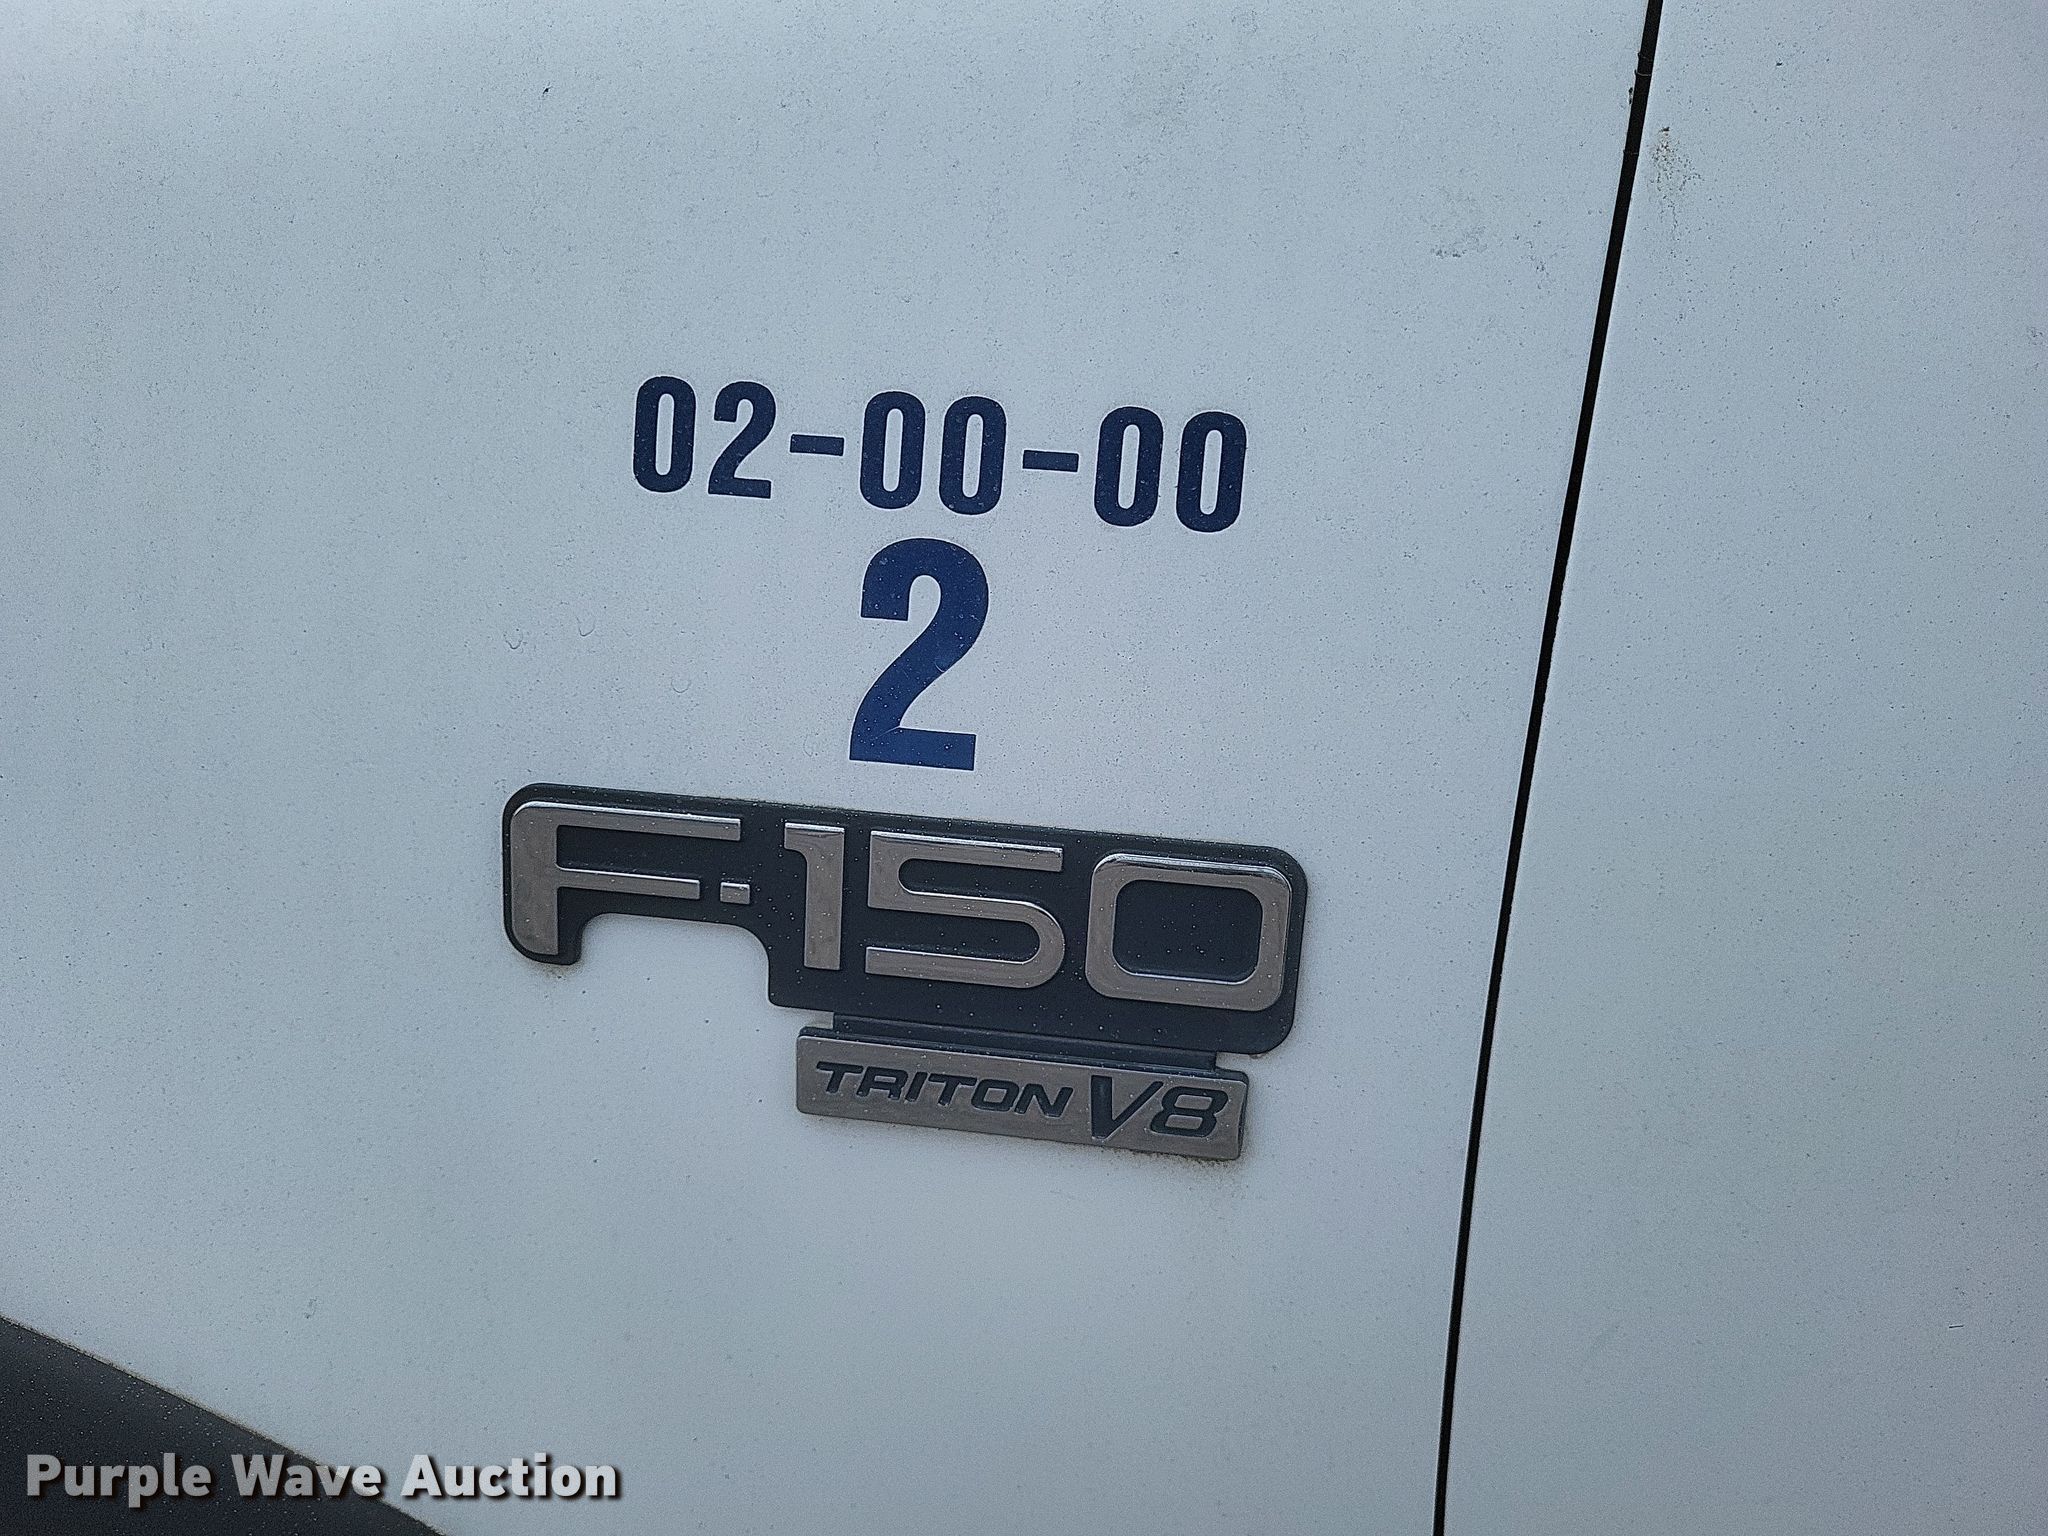 02-00-00
2
F-150
TRITON V8
Purple Wave Auction